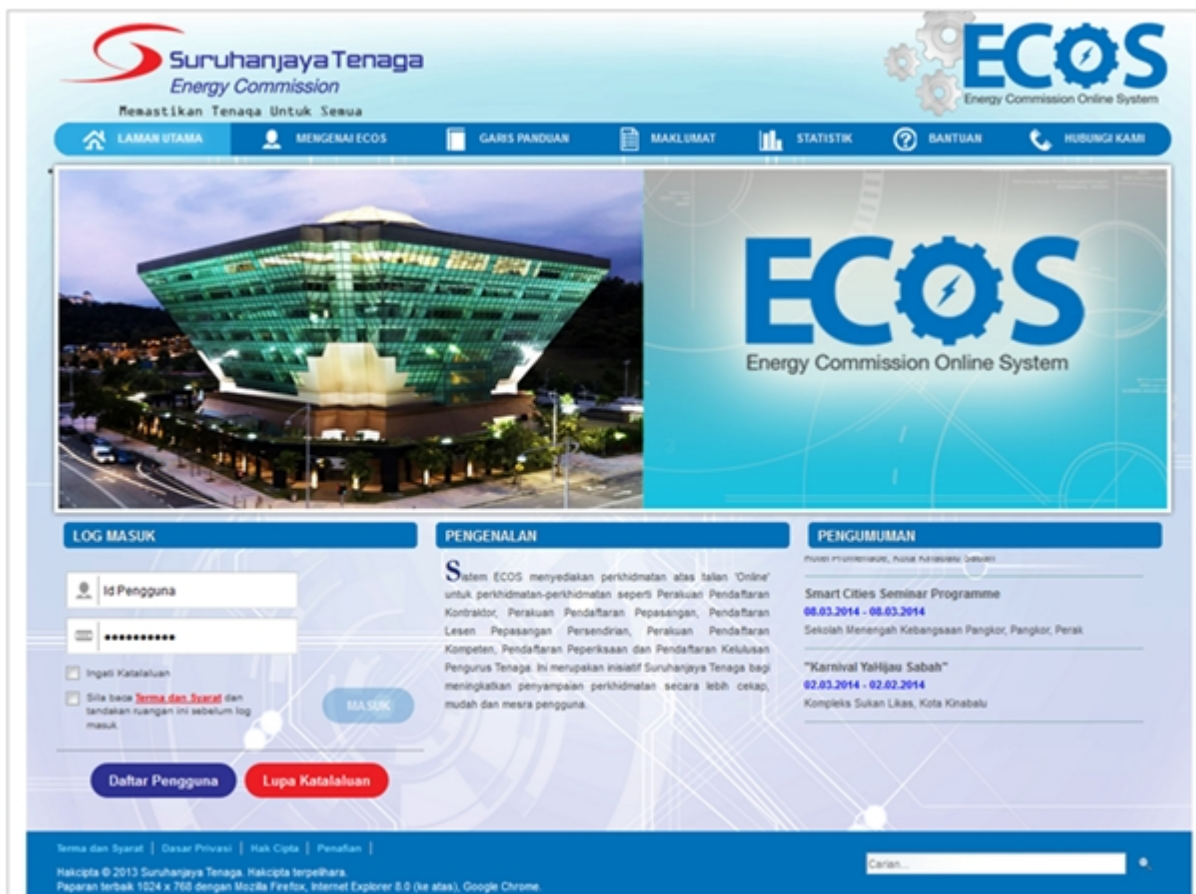 Suruhanjaya Tenaga
Energy Commission
Memastikan Tenaga Untuk Semua
ECOS
Energy Commission Online System
LAMAN UTAMA
MENGENAI ECOS
GARIS PANDUAN
MAKLUMAT
STATISTIK
BANTUAN
HUBUNGI KAMI
ECOS
Energy Commission Online System
LOG MASUK
Id Pengguna
Ingati Katalaluan
Sila baca Terma dan Syarat dan
tandakan ruangan ini sebelum log
masuk.
MASUK
Daftar Pengguna
Lupa Katalaluan
PENGENALAN
Sistem ECOS menyediakan perkhidmatan atas talian 'Online'
untuk perkhidmatan-perkhidmatan seperti Perakuan Pendaftaran
Kontraktor, Perakuan Pendaftaran Pepasangan, Pendaftaran
Lesen Pepasangan Persendirian, Perakuan Pendaftaran
Kompeten, Pendaftaran Peperiksaan dan Pendaftaran Kelulusan
Pengurus Tenaga. Ini merupakan inisiatif Suruhanjaya Tenaga bagi
meningkatkan penyampaian perkhidmatan secara lebih cekap,
mudah dan mesra pengguna.
PENGUMUMAN
Hotel Promenade, Kota Kinabalu Sabah
Smart Cities Seminar Programme
08.03.2014 - 08.03.2014
Sekolah Menengah Kebangsaan Pangkor, Pangkor, Perak
"Karnival YaHijau Sabah"
02.03.2014 - 02.02.2014
Kompleks Sukan Likas, Kota Kinabalu
Terma dan Syarat | Dasar Privasi | Hak Cipta | Penafian |
Carian...
Hakcipta © 2013 Suruhanjaya Tenaga. Hakcipta terpelihara.
Paparan terbaik 1024 x 768 dengan Mozilla Firefox, Internet Explorer 8.0 (ke atas), Google Chrome.